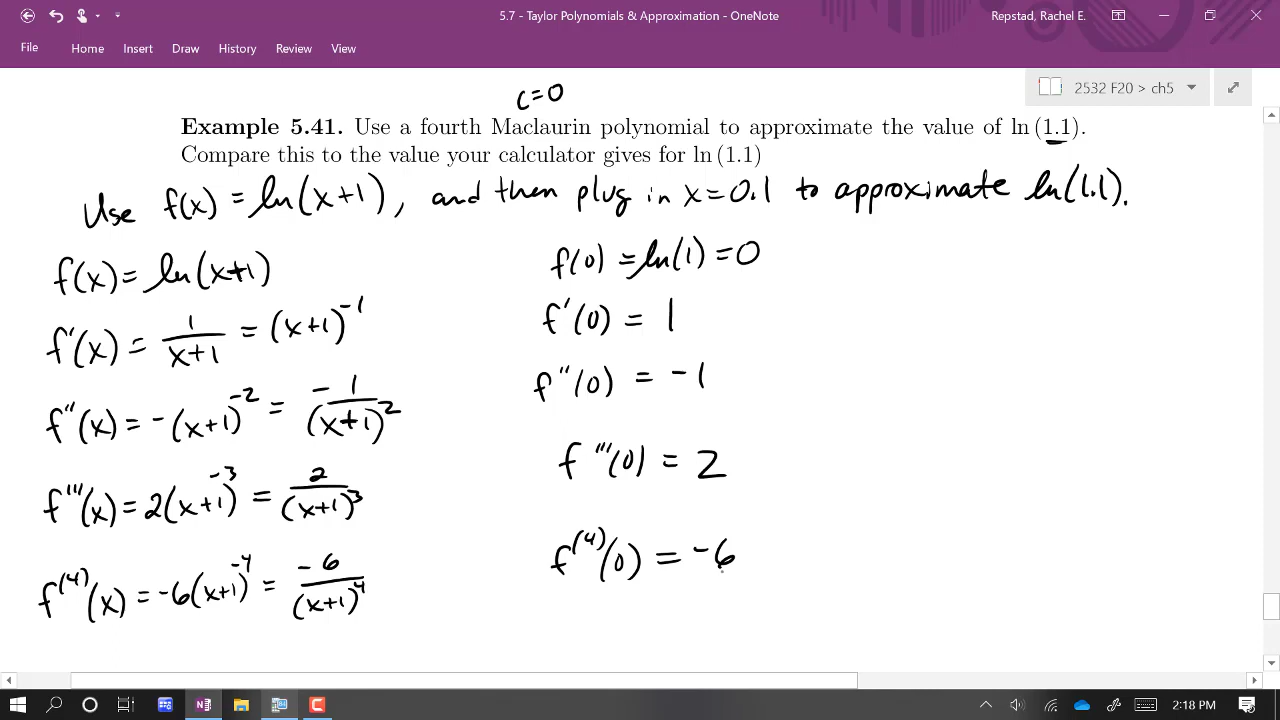 5.7 - Taylor Polynomials & Approximation - OneNote
Repstad, Rachel E.
File Home Insert Draw History Review View
2532 F20 > ch5
c=0
Example 5.41. Use a fourth Maclaurin polynomial to approximate the value of ln (1.1).
Compare this to the value your calculator gives for ln (1.1)
Use f(x) = ln(x+1), and then plug in x=0.1 to approximate ln(1.1).
f(x) = ln(x+1)
f(0) = ln(1) = 0
f'(x) = 1/(x+1) = (x+1)^-1
f'(0) = 1
f''(x) = -(x+1)^-2 = -1/(x+1)^2
f''(0) = -1
f'''(x) = 2(x+1)^-3 = 2/(x+1)^3
f'''(0) = 2
f^(4)(x) = -6(x+1)^-4 = -6/(x+1)^4
f^(4)(0) = -6
2:18 PM